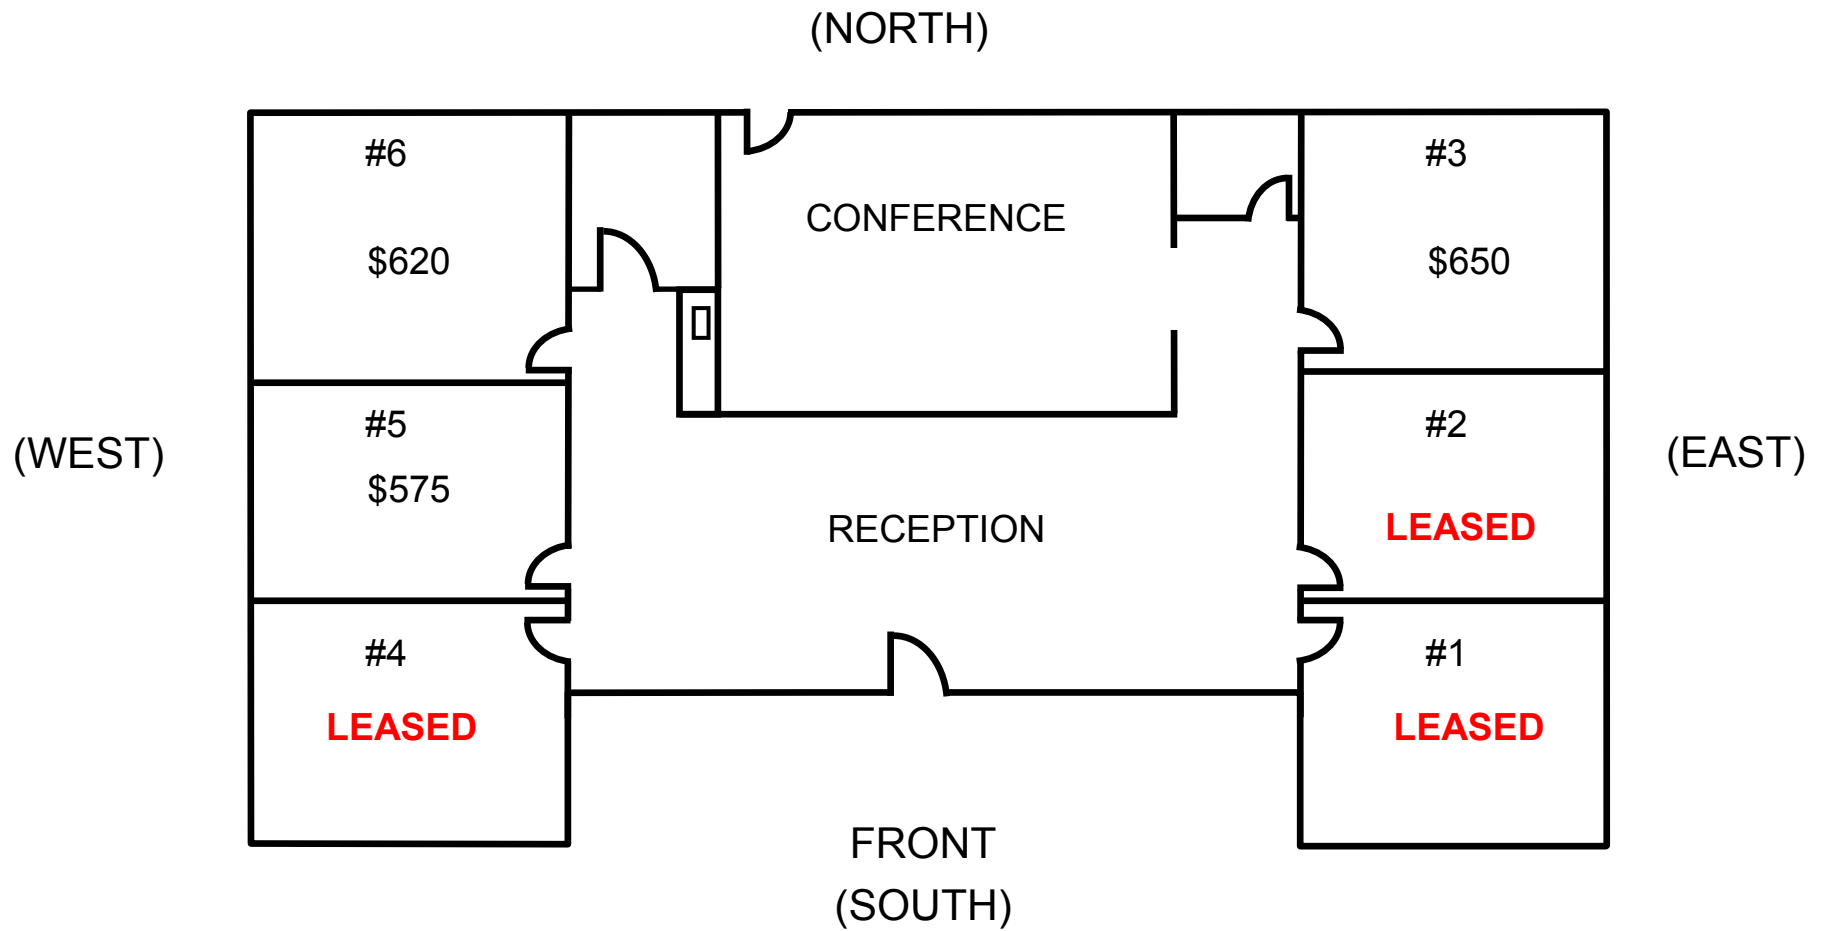 (NORTH)
#6
#3
CONFERENCE
$620
$650
#5
#2
(WEST)
(EAST)
$575
RECEPTION
LEASED
#4
#1
LEASED
LEASED
FRONT
(SOUTH)